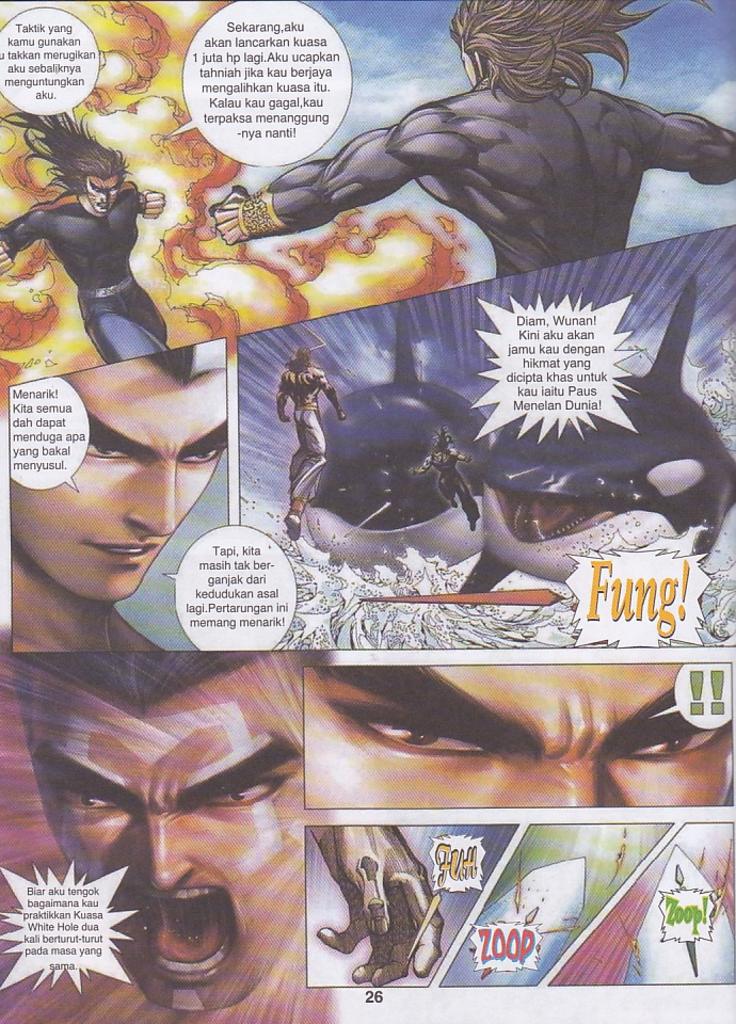 Taktik yang
kamu gunakan
u takkan merugikan
aku sebaliknya
menguntungkan
aku.
Sekarang,aku
akan lancarkan kuasa
1 juta hp lagi.Aku ucapkan
tahniah jika kau berjaya
mengalihkan kuasa itu.
Kalau kau gagal,kau
terpaksa menanggung
-nya nanti!
Diam, Wunan!
Kini aku akan
jamu kau dengan
hikmat yang
dicipta khas untuk
kau iaitu Paus
Menelan Dunia!
Menarik!
Kita semua
dah dapat
menduga apa
yang bakal
menyusul.
Tapi, kita
masih tak ber-
ganjak dari
kedudukan asal
lagi.Pertarungan ini
memang menarik!
Fung!
!!
Biar aku tengok
bagaimana kau
praktikkan Kuasa
White Hole dua
kali berturut-turut
pada masa yang
sama.
FUH
ZOOP
Zoop!
26